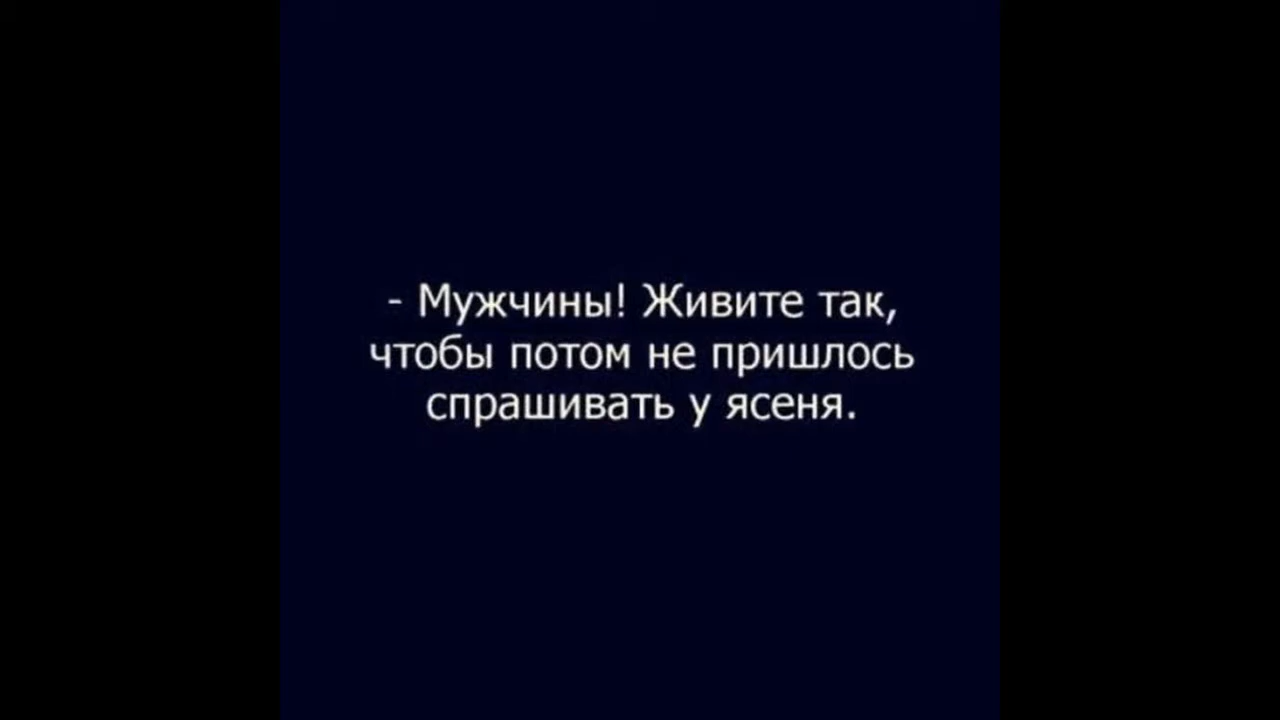 - Мужчины! Живите так,
чтобы потом не пришлось
спрашивать у ясеня.